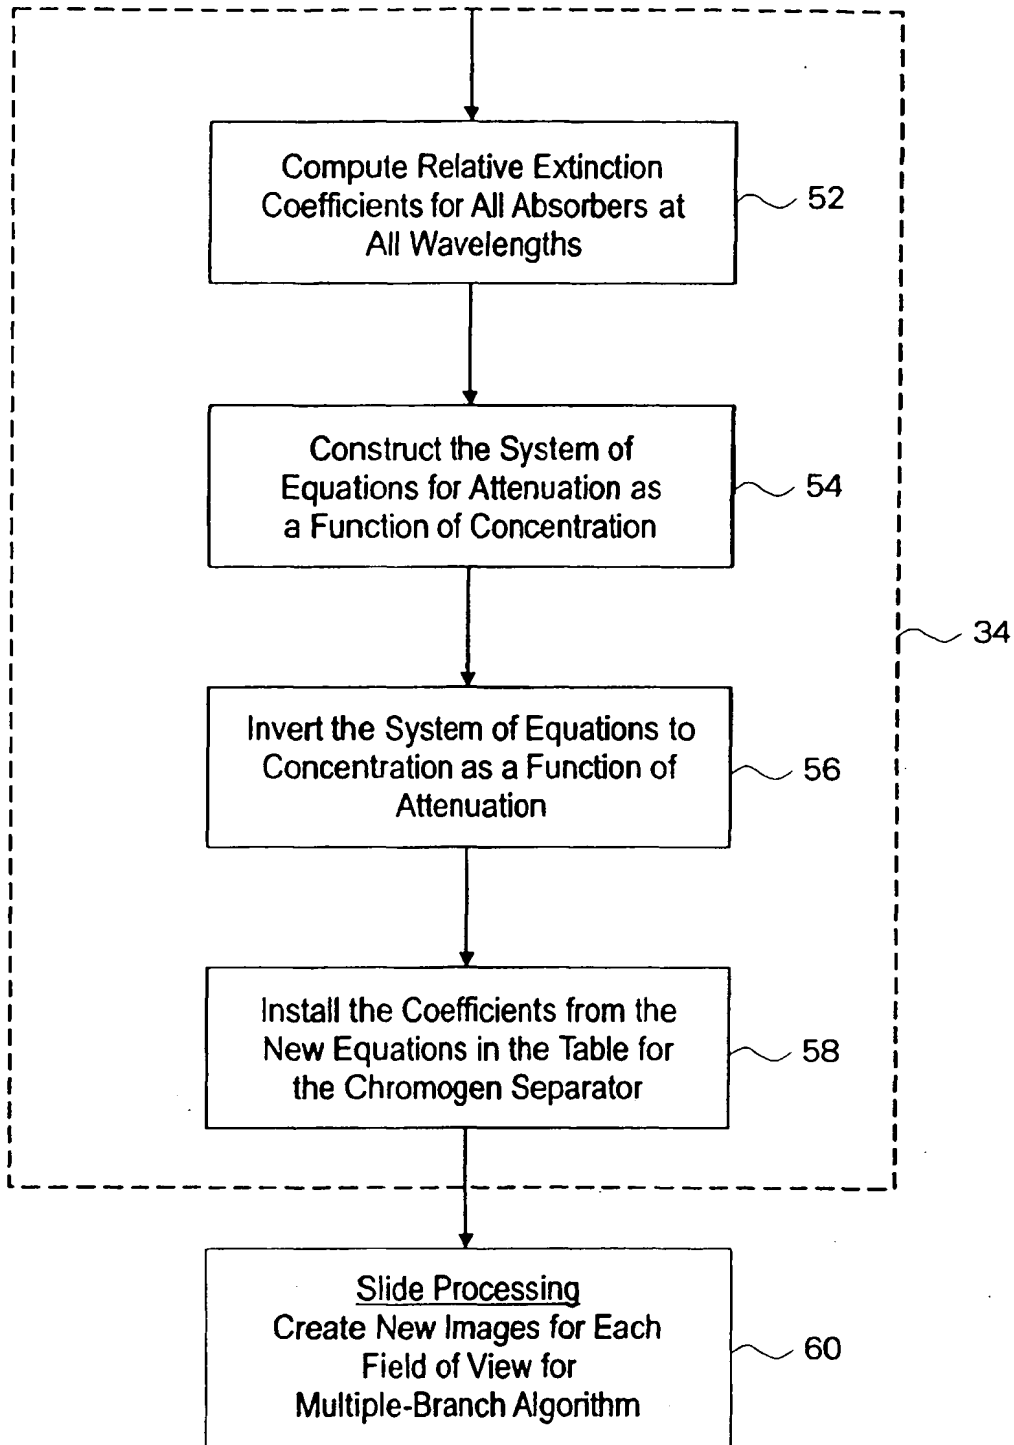 Compute Relative Extinction
Coefficients for All Absorbers at
All Wavelengths
52
Construct the System of
Equations for Attenuation as
a Function of Concentration
54
34
Invert the System of Equations to
Concentration as a Function of
Attenuation
56
Install the Coefficients from the
New Equations in the Table for
the Chromogen Separator
58
Slide Processing
Create New Images for Each
Field of View for
Multiple-Branch Algorithm
60